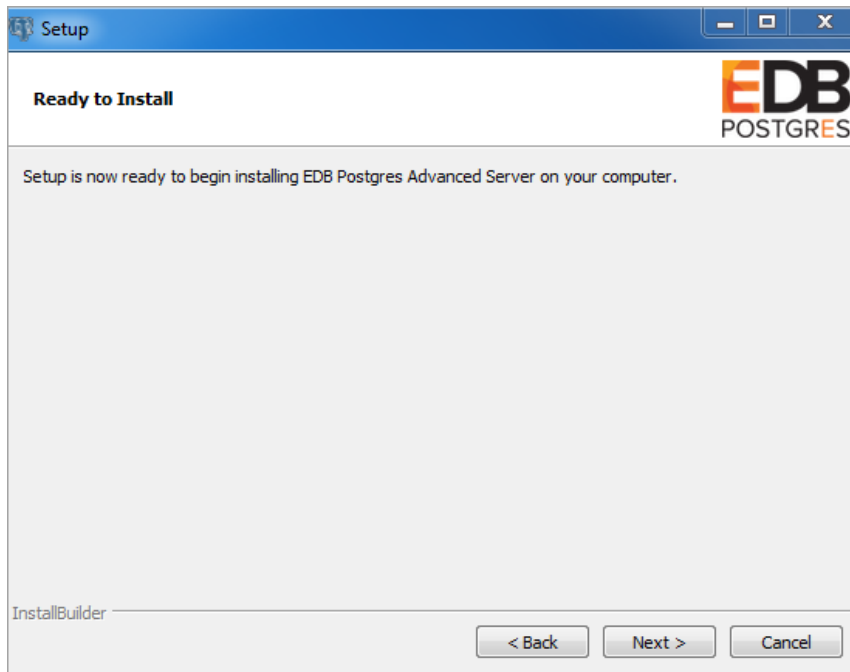 Setup
EDB
POSTGRES
Ready to Install
Setup is now ready to begin installing EDB Postgres Advanced Server on your computer.
InstallBuilder
< Back
Next >
Cancel